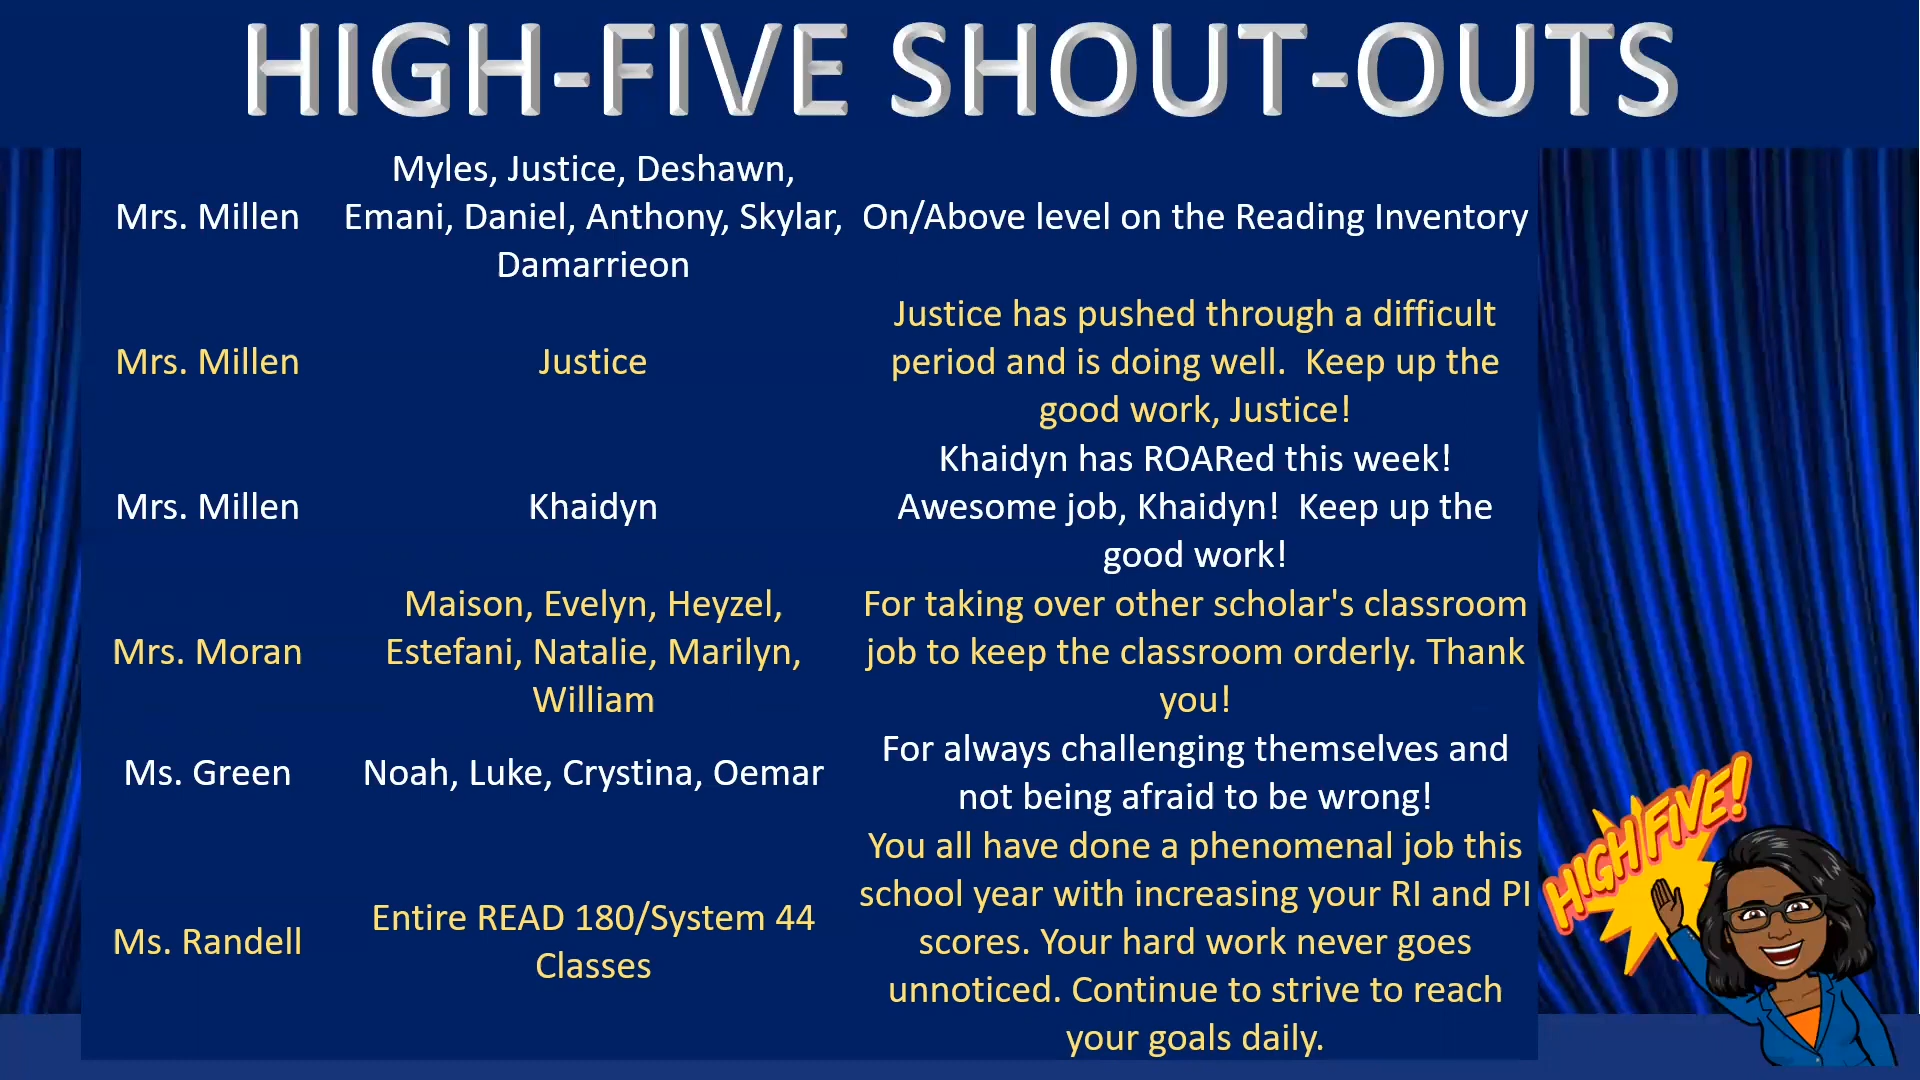 HIGH-FIVE SHOUT-OUTS
Mrs. Millen
Myles, Justice, Deshawn,
Emani, Daniel, Anthony, Skylar,
Damarrieon
On/Above level on the Reading Inventory
Mrs. Millen
Justice
Justice has pushed through a difficult
period and is doing well.  Keep up the
good work, Justice!
Mrs. Millen
Khaidyn
Khaidyn has ROARed this week!
Awesome job, Khaidyn!  Keep up the
good work!
Mrs. Moran
Maison, Evelyn, Heyzel,
Estefani, Natalie, Marilyn,
William
For taking over other scholar's classroom
job to keep the classroom orderly. Thank
you!
Ms. Green
Noah, Luke, Crystina, Oemar
For always challenging themselves and
not being afraid to be wrong!
Ms. Randell
Entire READ 180/System 44
Classes
You all have done a phenomenal job this
school year with increasing your RI and PI
scores. Your hard work never goes
unnoticed. Continue to strive to reach
your goals daily.
HIGH FIVE!